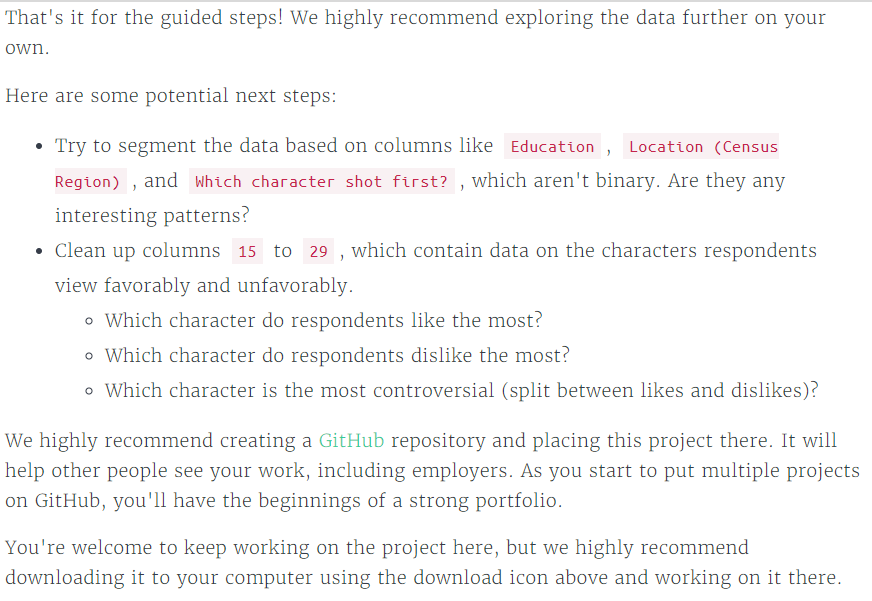 That's it for the guided steps! We highly recommend exploring the data further on your
own.
Here are some potential next steps:
• Try to segment the data based on columns like Education , Location (Census
Region) , and Which character shot first? , which aren't binary. Are they any
interesting patterns?
• Clean up columns 15 to 29 , which contain data on the characters respondents
view favorably and unfavorably.
◦ Which character do respondents like the most?
◦ Which character do respondents dislike the most?
◦ Which character is the most controversial (split between likes and dislikes)?
We highly recommend creating a GitHub repository and placing this project there. It will
help other people see your work, including employers. As you start to put multiple projects
on GitHub, you'll have the beginnings of a strong portfolio.
You're welcome to keep working on the project here, but we highly recommend
downloading it to your computer using the download icon above and working on it there.